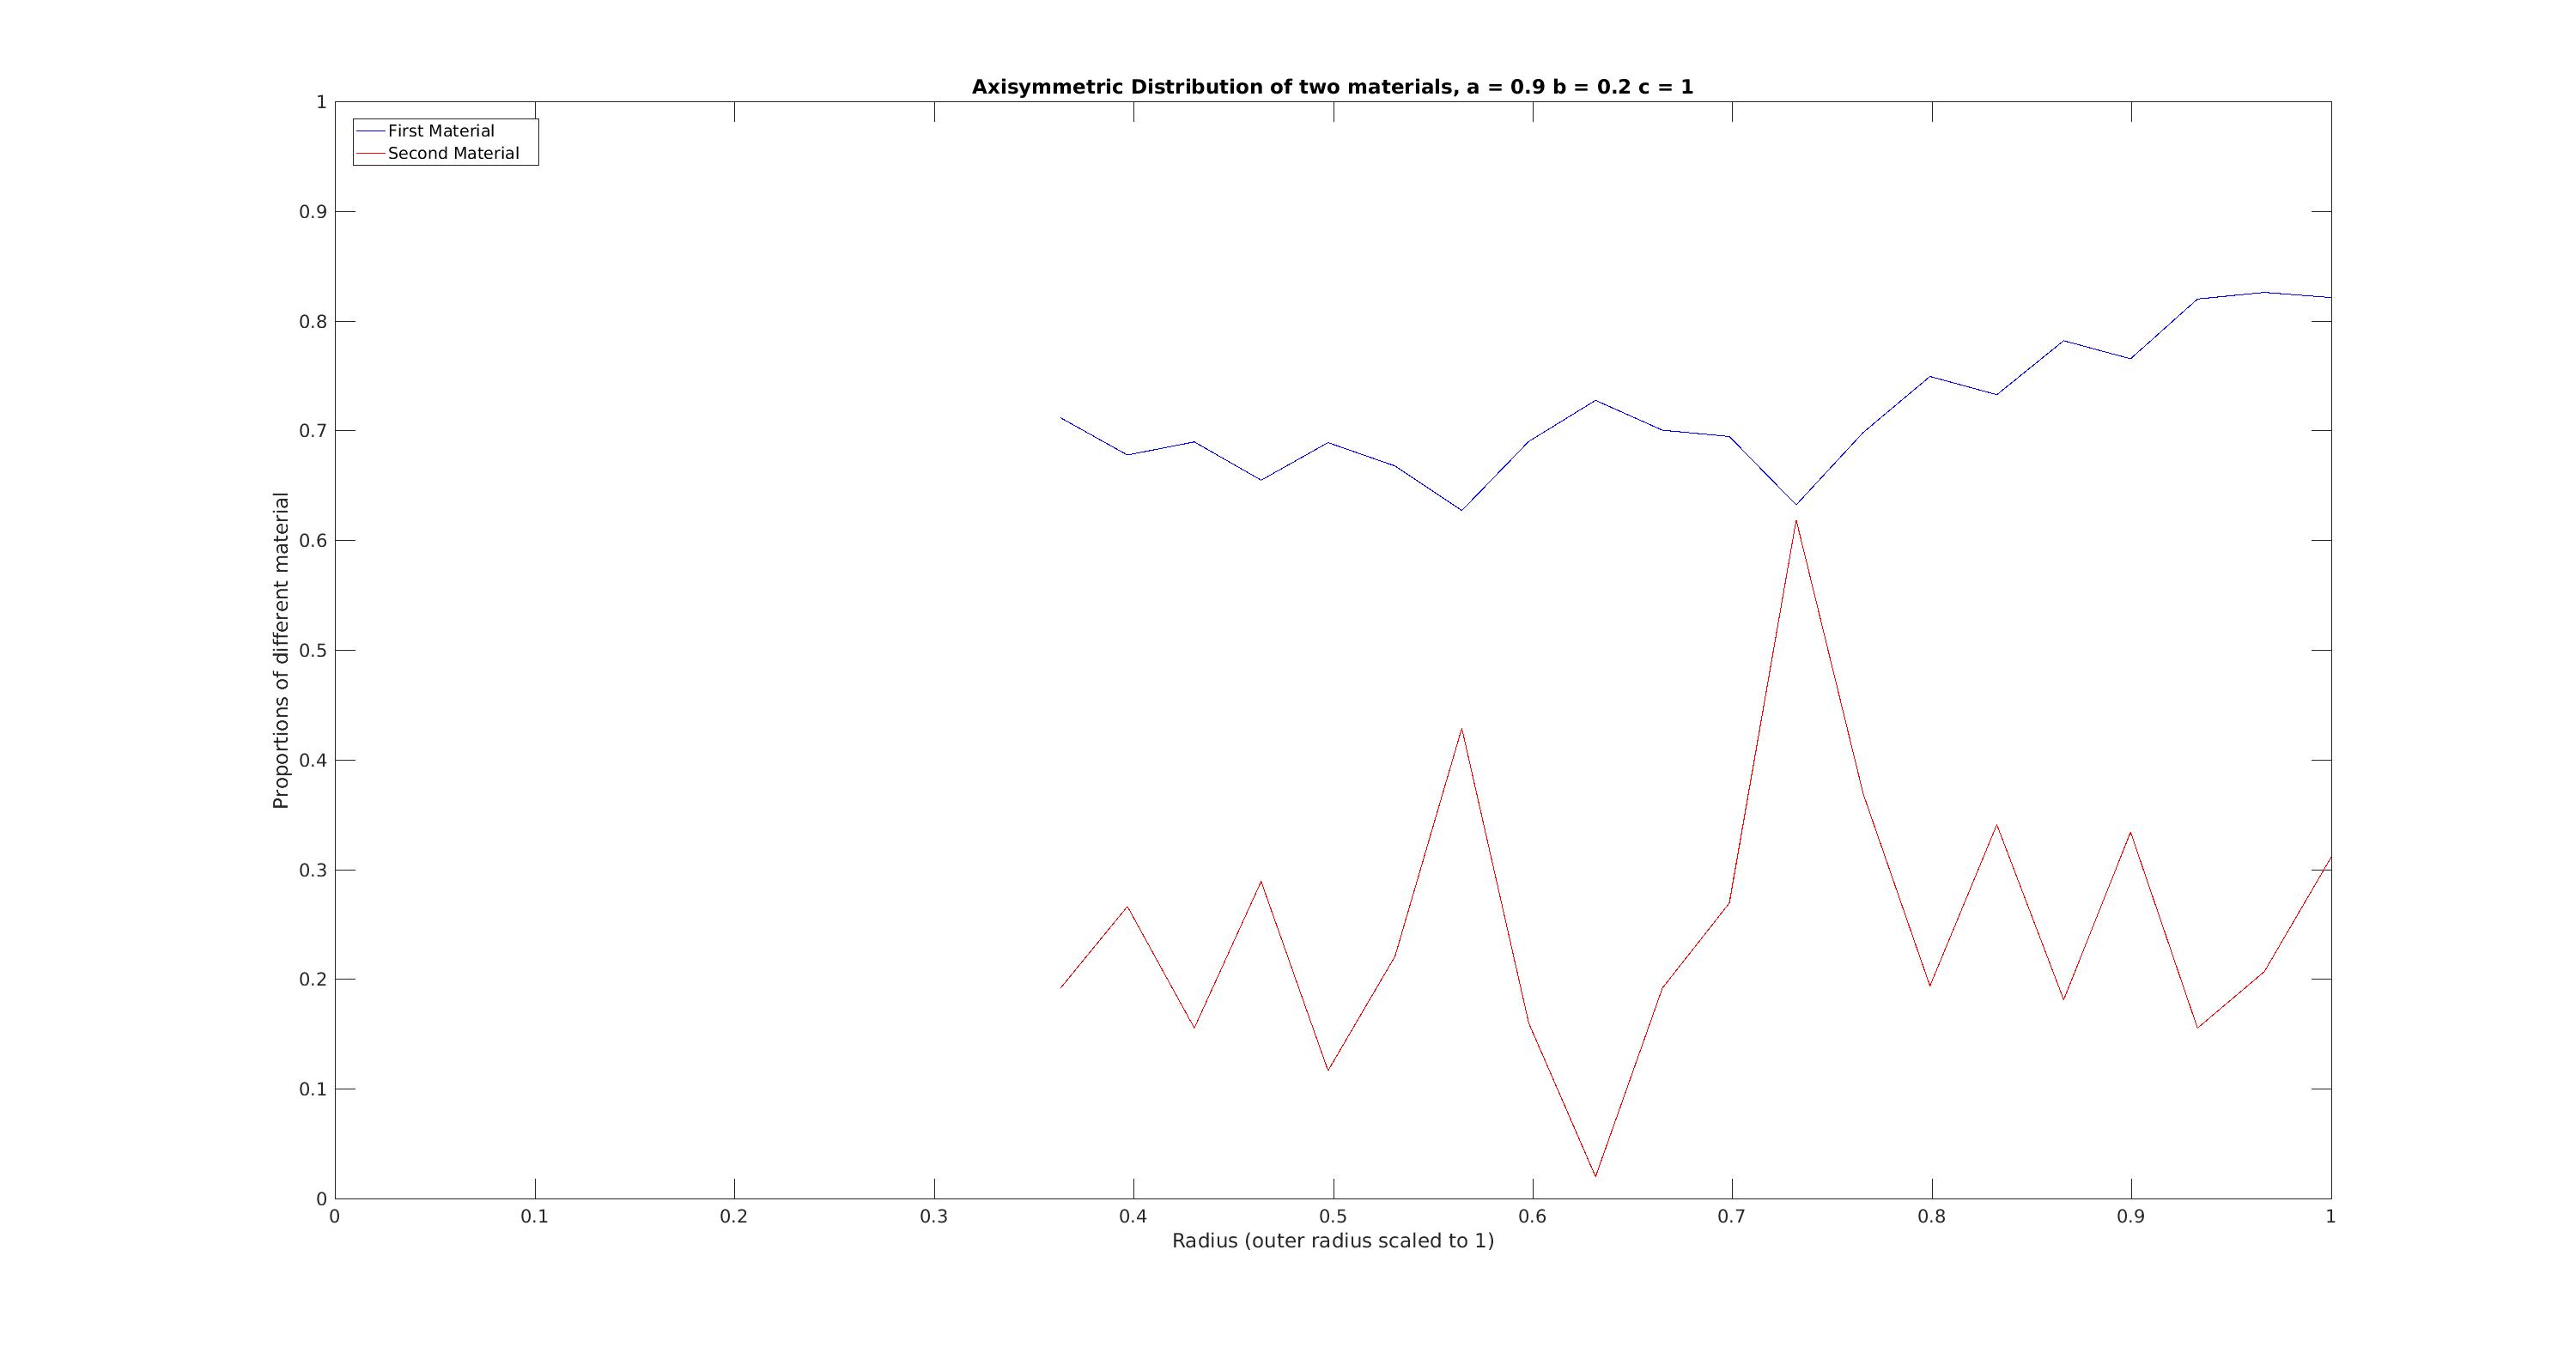 Axisymmetric Distribution of two materials, a = 0.9 b = 0.2 c = 1
First Material
Second Material
Proportions of different material
1
0.9
0.8
0.7
0.6
0.5
0.4
0.3
0.2
0.1
0
0 0.1 0.2 0.3 0.4 0.5 0.6 0.7 0.8 0.9 1
Radius (outer radius scaled to 1)